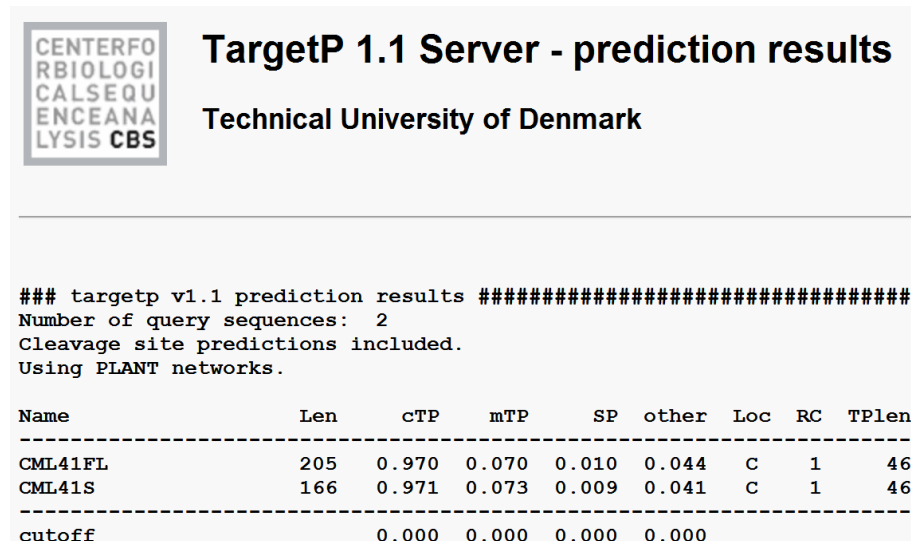 CENTERFO
RBIOLOGI
CALSEQU
ENCEANA
LYSIS CBS
TargetP 1.1 Server - prediction results
Technical University of Denmark
### targetp v1.1 prediction results ##################################
Number of query sequences:  2
Cleavage site predictions included.
Using PLANT networks.
Name                  Len     cTP    mTP     SP  other  Loc  RC  TPlen
----------------------------------------------------------------------
CML41FL               205   0.970  0.070  0.010  0.044   C    1     46
CML41S                166   0.971  0.073  0.009  0.041   C    1     46
----------------------------------------------------------------------
cutoff                      0.000  0.000  0.000  0.000